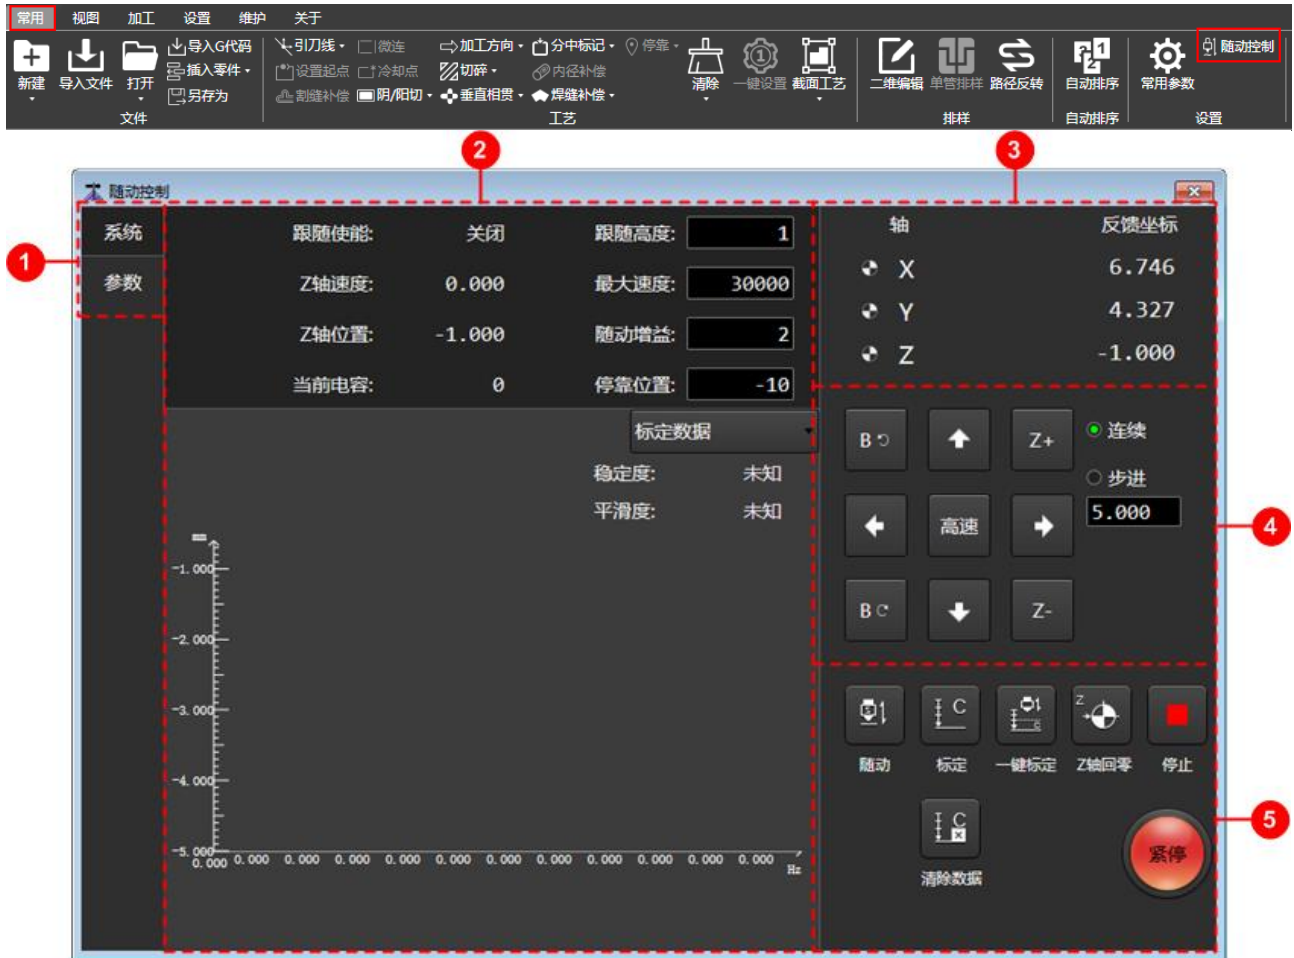 常用 视图 加工 设置 维护 关于
导入G代码 引刀线 微连 加工方向 分中标记 停靠 随动控制
插入零件 设置起点 冷却点 切碎 内径补偿
新建 导入文件 打开 清除 一键设置 截面工艺 二维编辑 单管排样 路径反转 自动排序 常用参数
另存为 割缝补偿 阴/阳切 垂直相贯 焊缝补偿
文件 工艺 排样 自动排序 设置
2 3
随动控制
系统 跟随使能: 关闭 跟随高度: 1 轴 反馈坐标
1
参数 Z轴速度: 0.000 最大速度: 30000 X 6.746
Z轴位置: -1.000 随动增益: 2 Y 4.327
Z -1.000
当前电容: 0 停靠位置: -10
标定数据 B Z+ 连续
稳定度: 未知 步进
平滑度: 未知 高速 5.000 4
mm
-1.000
B Z-
-2.000
-3.000
随动 标定 一键标定 Z轴回零 停止
-4.000
5
-5.000 紧停
0.000 0.000 0.000 0.000 0.000 0.000 0.000 0.000 0.000 0.000 0.000 0.000 Hz
清除数据